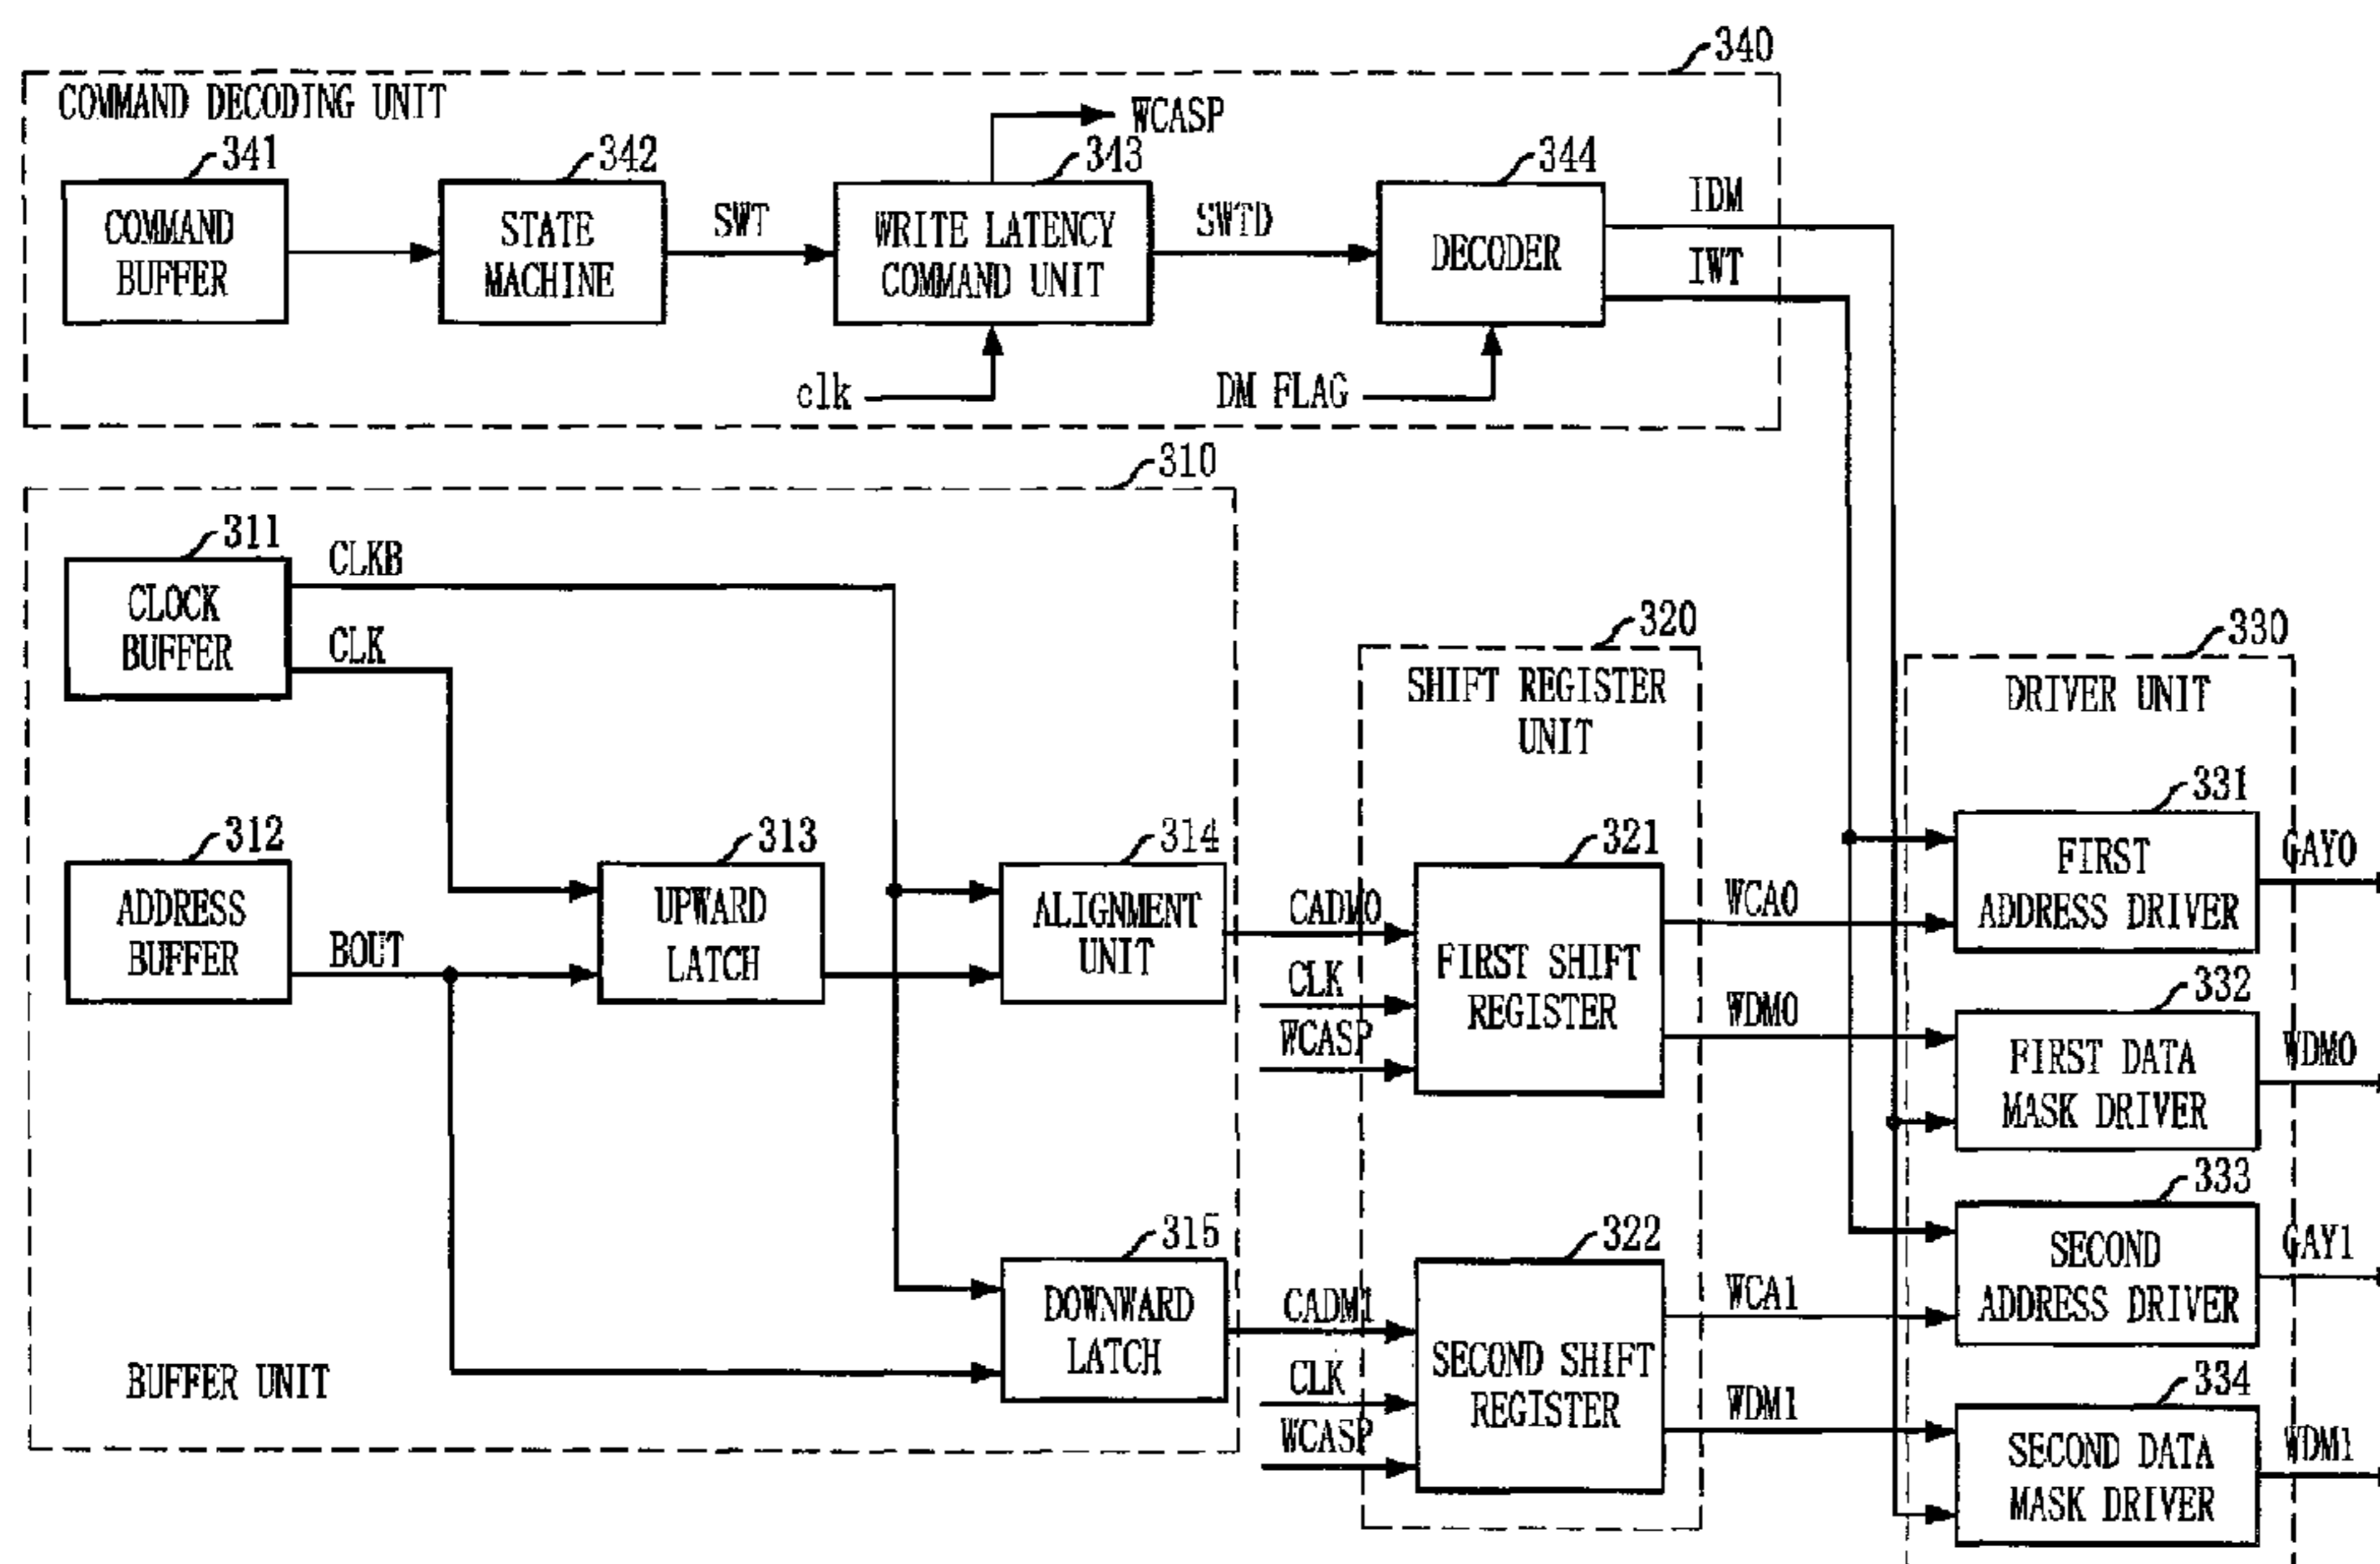 340
COMMAND DECODING UNIT
WCASP
341
342
343
344
COMMAND
BUFFER
STATE
MACHINE
SWT
WRITE LATENCY
COMMAND UNIT
SWTD
DECODER
IDM
IWT
clk
DM FLAG
310
311
CLOCK
BUFFER
CLKB
CLK
320
SHIFT REGISTER
UNIT
330
DRIVER UNIT
312
ADDRESS
BUFFER
BOUT
313
UPWARD
LATCH
314
ALIGNMENT
UNIT
CADM0
CLK
WCASP
321
FIRST SHIFT
REGISTER
WCA0
WDM0
331
FIRST
ADDRESS DRIVER
GAY0
332
FIRST DATA
MASK DRIVER
WDM0
315
DOWNWARD
LATCH
CADM1
CLK
WCASP
322
SECOND SHIFT
REGISTER
WCA1
WDM1
333
SECOND
ADDRESS DRIVER
GAY1
334
SECOND DATA
MASK DRIVER
WDM1
BUFFER UNIT